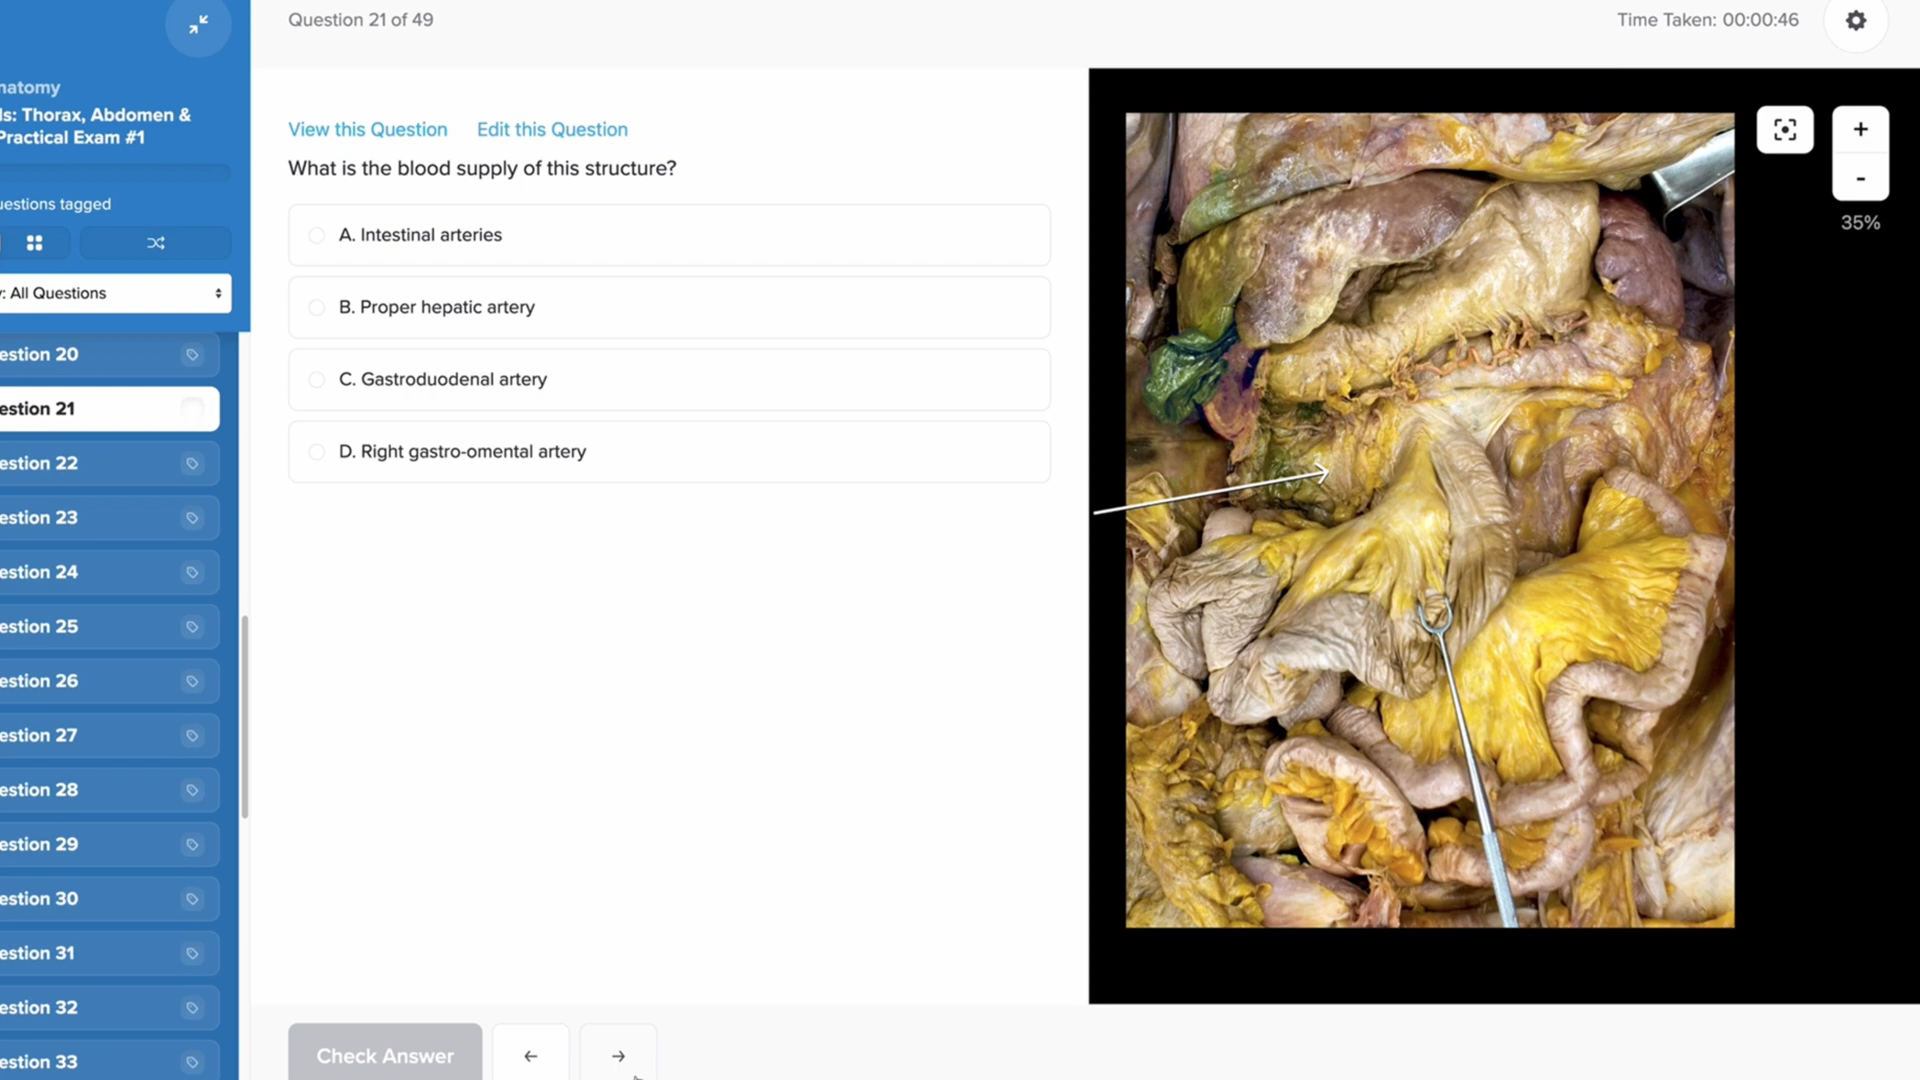 Question 21 of 49
Time Taken: 00:00:46
natomy
ls: Thorax, Abdomen &
Practical Exam #1
uestions tagged
y: All Questions
estion 20
estion 21
estion 22
estion 23
estion 24
estion 25
estion 26
estion 27
estion 28
estion 29
estion 30
estion 31
estion 32
estion 33
View this Question Edit this Question
What is the blood supply of this structure?
A. Intestinal arteries
B. Proper hepatic artery
C. Gastroduodenal artery
D. Right gastro-omental artery
Check Answer
+
-
35%